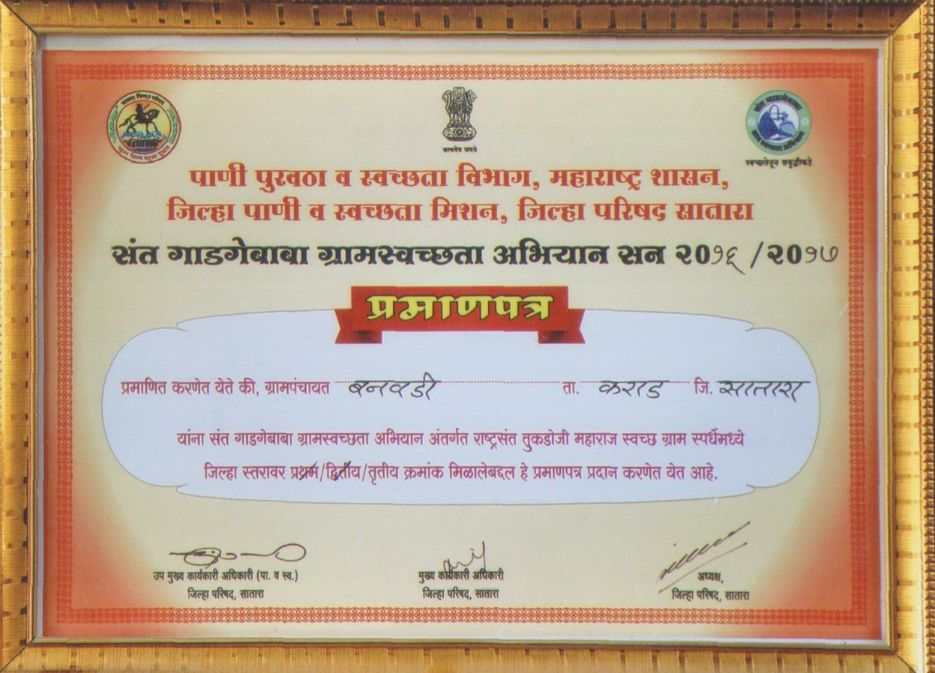 सत्यमेव जयते
स्वच्छतेतून समृद्धीकडे
पाणी पुरवठा व स्वच्छता विभाग, महाराष्ट्र शासन,
जिल्हा पाणी व स्वच्छता मिशन, जिल्हा परिषद सातारा
संत गाडगेबाबा ग्रामस्वच्छता अभियान सन २०१६ /२०१७
प्रमाणपत्र
प्रमाणित करणेत येते की, ग्रामपंचायत बनवडी ता. कराड जि. सातारा
यांना संत गाडगेबाबा ग्रामस्वच्छता अभियान अंतर्गत राष्ट्रसंत तुकडोजी महाराज स्वच्छ ग्राम स्पर्धेमध्ये
जिल्हा स्तरावर प्रथम/द्वितीय/तृतीय क्रमांक मिळालेबद्दल हे प्रमाणपत्र प्रदान करणेत येत आहे.
उप मुख्य कार्यकारी अधिकारी (पा. व स्व.)
जिल्हा परिषद, सातारा
मुख्य कार्यकारी अधिकारी
जिल्हा परिषद, सातारा
अध्यक्ष,
जिल्हा परिषद, सातारा